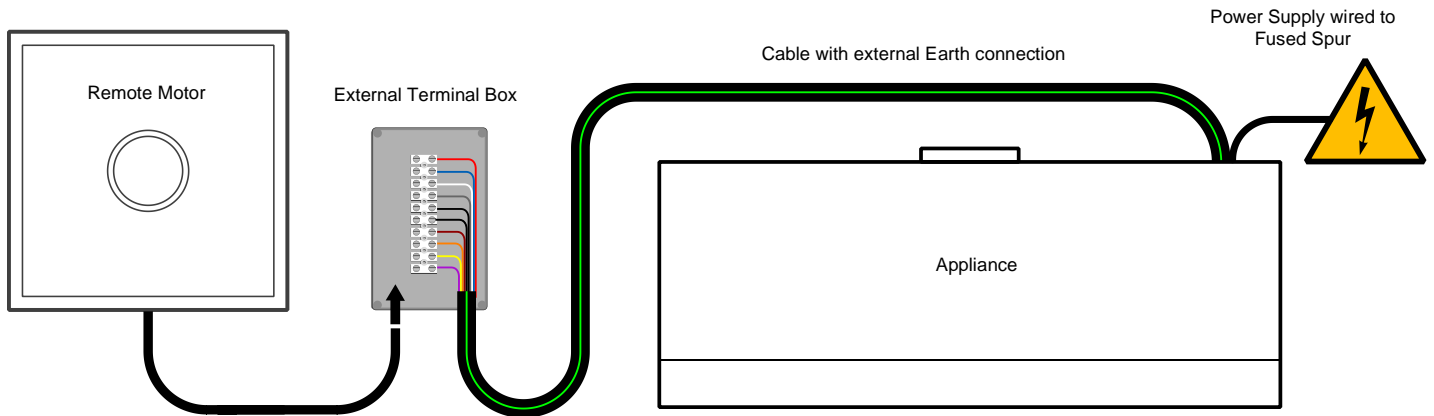 Power Supply wired to
Fused Spur
Cable with external Earth connection
Remote Motor
External Terminal Box
Appliance